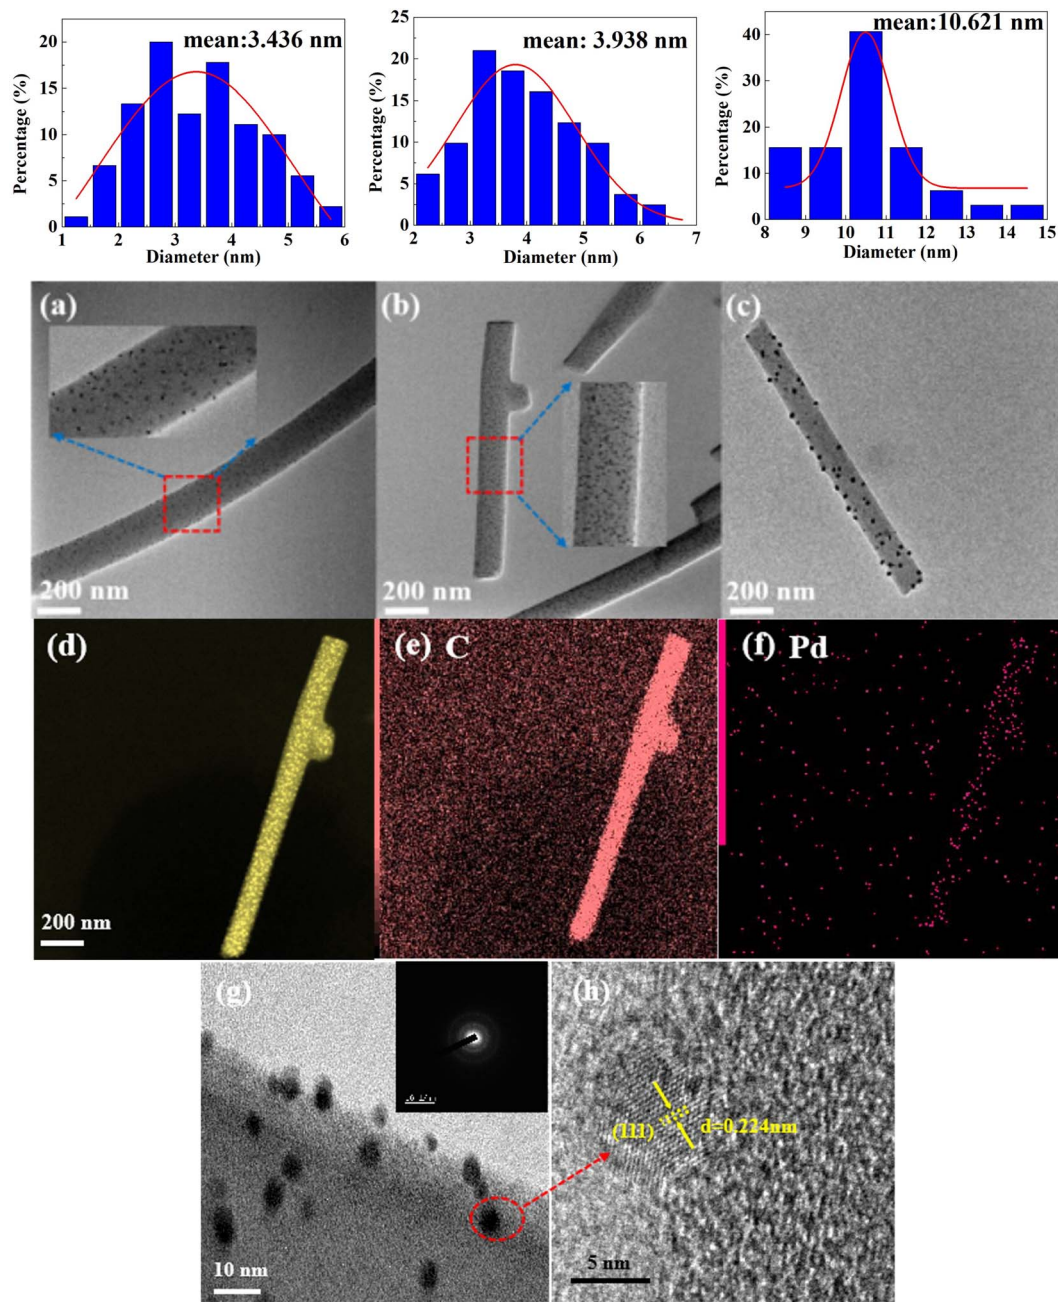 mean:3.436 nm
Percentage (%)
20
15
10
5
0
1 2 3 4 5 6
Diameter (nm)
mean: 3.938 nm
Percentage (%)
25
20
15
10
5
0
2 3 4 5 6 7
Diameter (nm)
mean:10.621 nm
Percentage (%)
40
30
20
10
0
8 9 10 11 12 13 14 15
Diameter (nm)
(a)
200 nm
(b)
200 nm
(c)
200 nm
(d)
200 nm
(e) C
(f) Pd
(g)
10 nm
(h)
(111)
d=0.224nm
5 nm